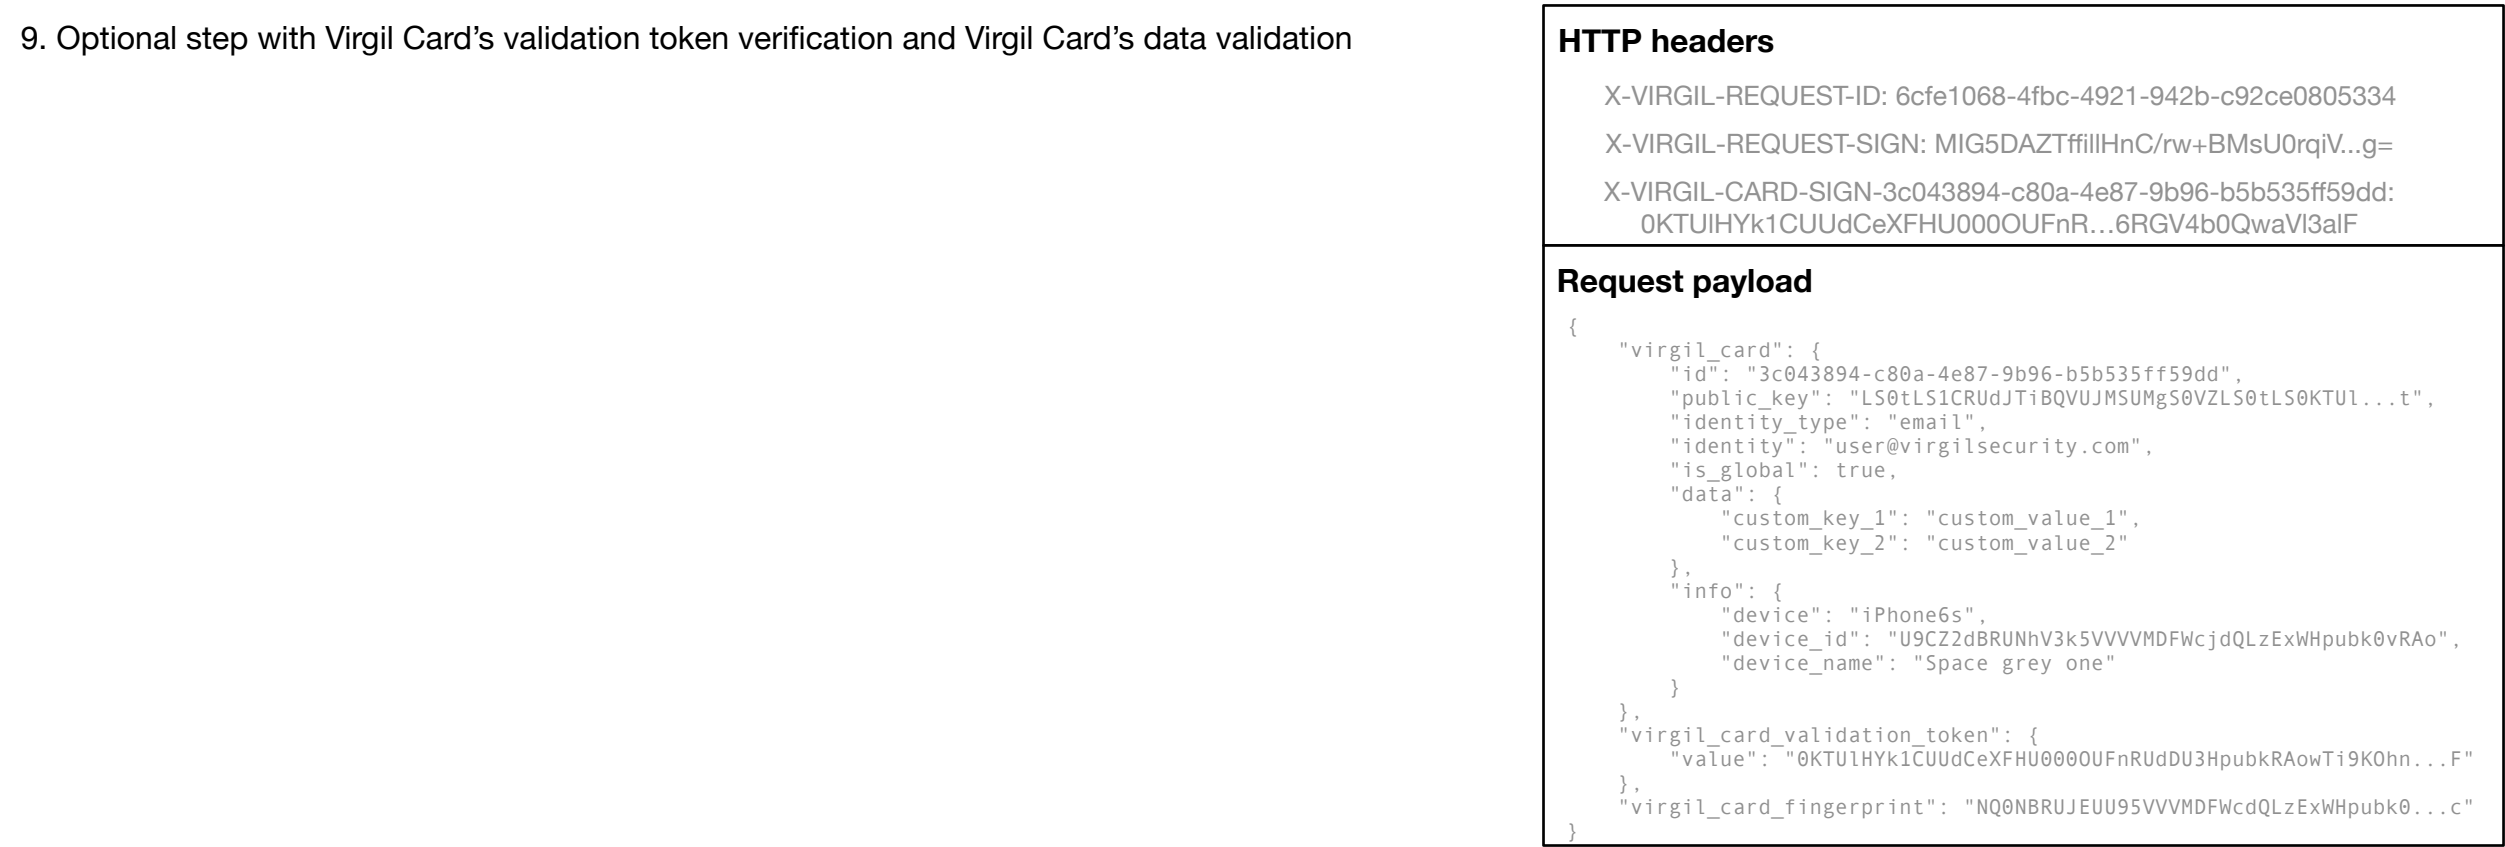 9. Optional step with Virgil Card’s validation token verification and Virgil Card’s data validation
HTTP headers
X-VIRGIL-REQUEST-ID: 6cfe1068-4fbc-4921-942b-c92ce0805334
X-VIRGIL-REQUEST-SIGN: MIG5DAZTffillHnC/rw+BMsU0rqiV...g=
X-VIRGIL-CARD-SIGN-3c043894-c80a-4e87-9b96-b5b535ff59dd:
0KTUlHYk1CUUdCeXFHU000OUFnR…6RGV4b0QwaVl3alF
Request payload
{
"virgil_card": {
"id": "3c043894-c80a-4e87-9b96-b5b535ff59dd",
"public_key": "LS0tLS1CRUdJTiBQVUJMSUMgS0VZLS0tLS0KTUl...t",
"identity_type": "email",
"identity": "user@virgilsecurity.com",
"is_global": true,
"data": {
"custom_key_1": "custom_value_1",
"custom_key_2": "custom_value_2"
},
"info": {
"device": "iPhone6s",
"device_id": "U9CZ2dBRUNhV3k5VVVVMDFWcjdQLzExWHpubk0vRAo",
"device_name": "Space grey one"
}
},
"virgil_card_validation_token": {
"value": "0KTUlHYk1CUUdCeXFHU000OUFnRUdDU3HpubkRAowTi9KOhn...F"
},
"virgil_card_fingerprint": "NQ0NBRUJEUU95VVVMDFWcdQLzExWHpubk0...c"
}